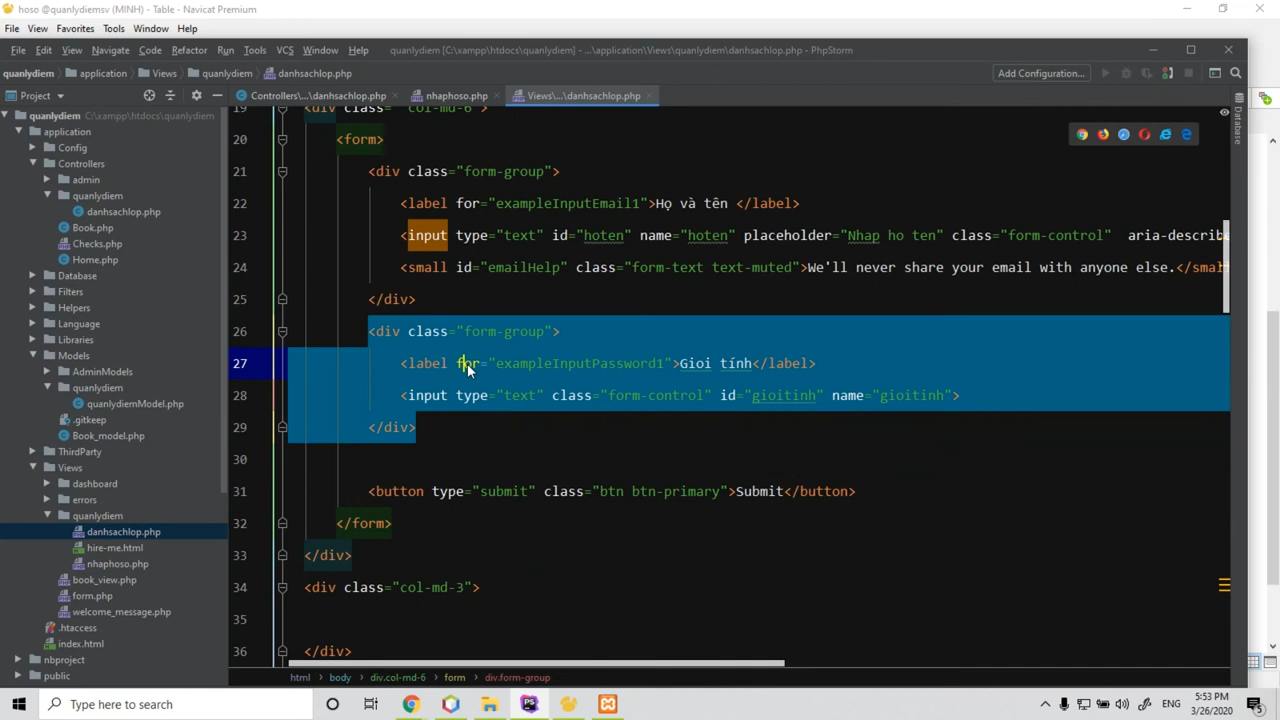 hoso @quanlydiemsv (MINH) - Table - Navicat Premium
File View Favorites Tools Window Help
File Edit View Navigate Code Refactor Run Tools VCS Window Help quanlydiem [C:\xampp\htdocs\quanlydiem] - ...\application\Views\quanlydiem\danhsachlop.php - PhpStorm
quanlydiem application Views quanlydiem danhsachlop.php Add Configuration...
Project Controllers\...\danhsachlop.php nhaphoso.php Views\...\danhsachlop.php
quanlydiem C:\xampp\htdocs\quanlydiem
application
Config
Controllers
admin
quanlydiem
danhsachlop.php
Book.php
Checks.php
Home.php
Database
Filters
Helpers
Language
Libraries
Models
AdminModels
quanlydiem
quanlydiemModel.php
.gitkeep
Book_model.php
ThirdParty
Views
dashboard
errors
quanlydiem
danhsachlop.php
hire-me.html
nhaphoso.php
book_view.php
form.php
welcome_message.php
.htaccess
index.html
nbproject
public
19 <div class="col-md-6">
20 <form>
21 <div class="form-group">
22 <label for="exampleInputEmail1">Họ và tên </label>
23 <input type="text" id="hoten" name="hoten" placeholder="Nhap ho ten" class="form-control" aria-describe
24 <small id="emailHelp" class="form-text text-muted">We'll never share your email with anyone else.</smal
25 </div>
26 <div class="form-group">
27 <label for="exampleInputPassword1">Gioi tính</label>
28 <input type="text" class="form-control" id="gioitinh" name="gioitinh">
29 </div>
30
31 <button type="submit" class="btn btn-primary">Submit</button>
32 </form>
33 </div>
34 <div class="col-md-3">
35
36 </div>
Database
html body div.col-md-6 form div.form-group
Type here to search
ENG
5:53 PM
3/26/2020
5